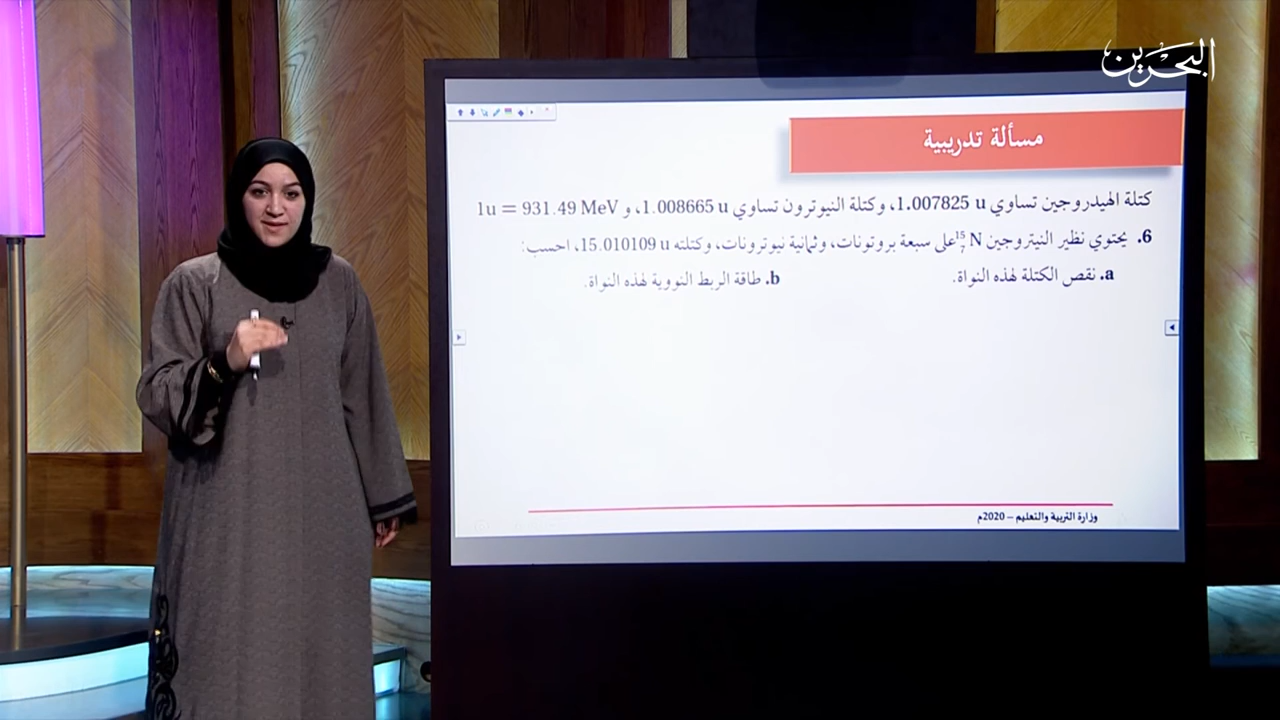 البحرين
مسألة تدريبية
كتلة الهيدروجين تساوي 1.007825 u، وكتلة النيوترون تساوي 1.008665 u، و 1u = 931.49 MeV
6. يحتوي نظير النيتروجين ¹⁵₇N على سبعة بروتونات، وثمانية نيوترونات، وكتلته 15.010109 u، احسب:
a. نقص الكتلة لهذه النواة. b. طاقة الربط النووية لهذه النواة.
وزارة التربية والتعليم – 2020م